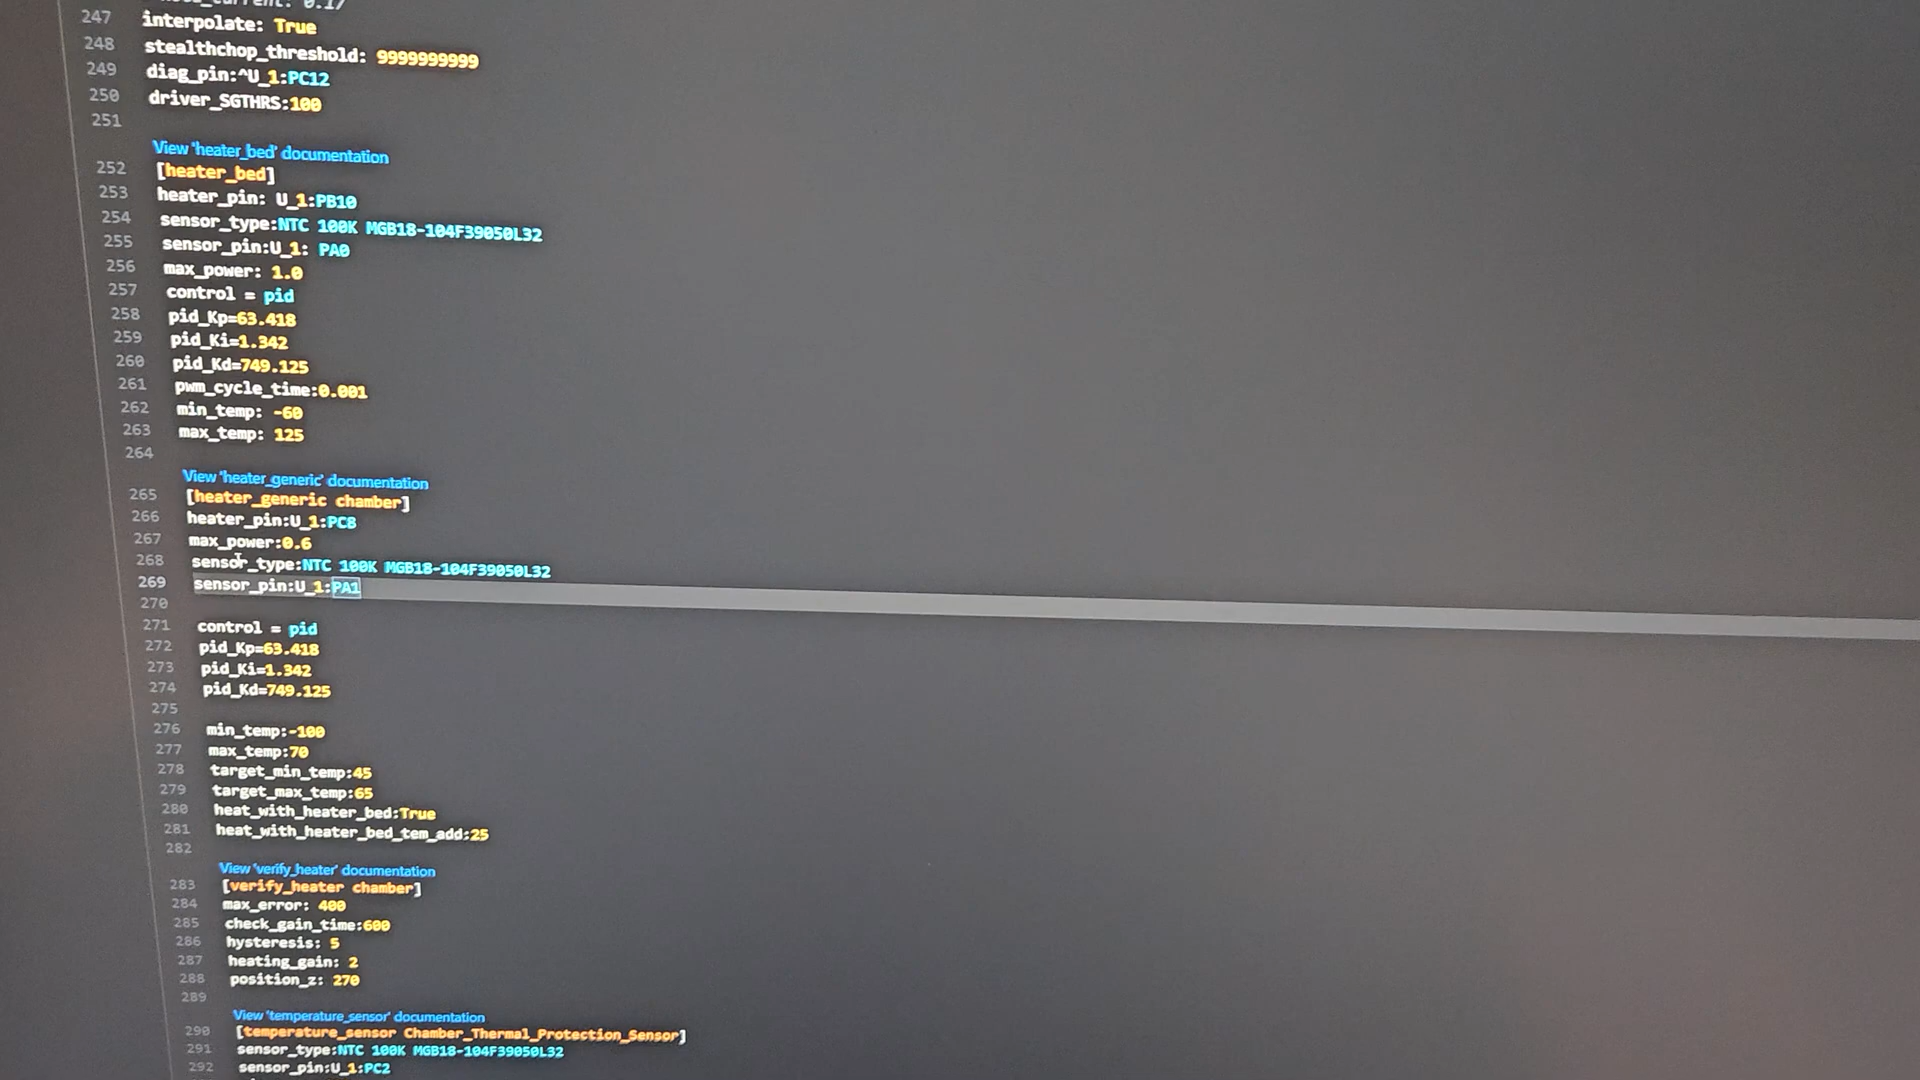 247 interpolate: True
248 stealthchop_threshold: 9999999999
249 diag_pin:^U_1:PC12
250 driver_SGTHRS:100
251
View 'heater_bed' documentation
252 [heater_bed]
253 heater_pin: U_1:PB10
254 sensor_type:NTC 100K MGB18-104F39050L32
255 sensor_pin:U_1: PA0
256 max_power: 1.0
257 control = pid
258 pid_Kp=63.418
259 pid_Ki=1.342
260 pid_Kd=749.125
261 pwm_cycle_time:0.001
262 min_temp: -60
263 max_temp: 125
264
View 'heater_generic' documentation
265 [heater_generic chamber]
266 heater_pin:U_1:PC8
267 max_power:0.6
268 sensor_type:NTC 100K MGB18-104F39050L32
269 sensor_pin:U_1:PA1
270
271 control = pid
272 pid_Kp=63.418
273 pid_Ki=1.342
274 pid_Kd=749.125
275
276 min_temp:-100
277 max_temp:70
278 target_min_temp:45
279 target_max_temp:65
280 heat_with_heater_bed:True
281 heat_with_heater_bed_tem_add:25
282
View 'verify_heater' documentation
283 [verify_heater chamber]
284 max_error: 400
285 check_gain_time:600
286 hysteresis: 5
287 heating_gain: 2
288 position_z: 270
289
View 'temperature_sensor' documentation
290 [temperature_sensor Chamber_Thermal_Protection_Sensor]
291 sensor_type:NTC 100K MGB18-104F39050L32
292 sensor_pin:U_1:PC2